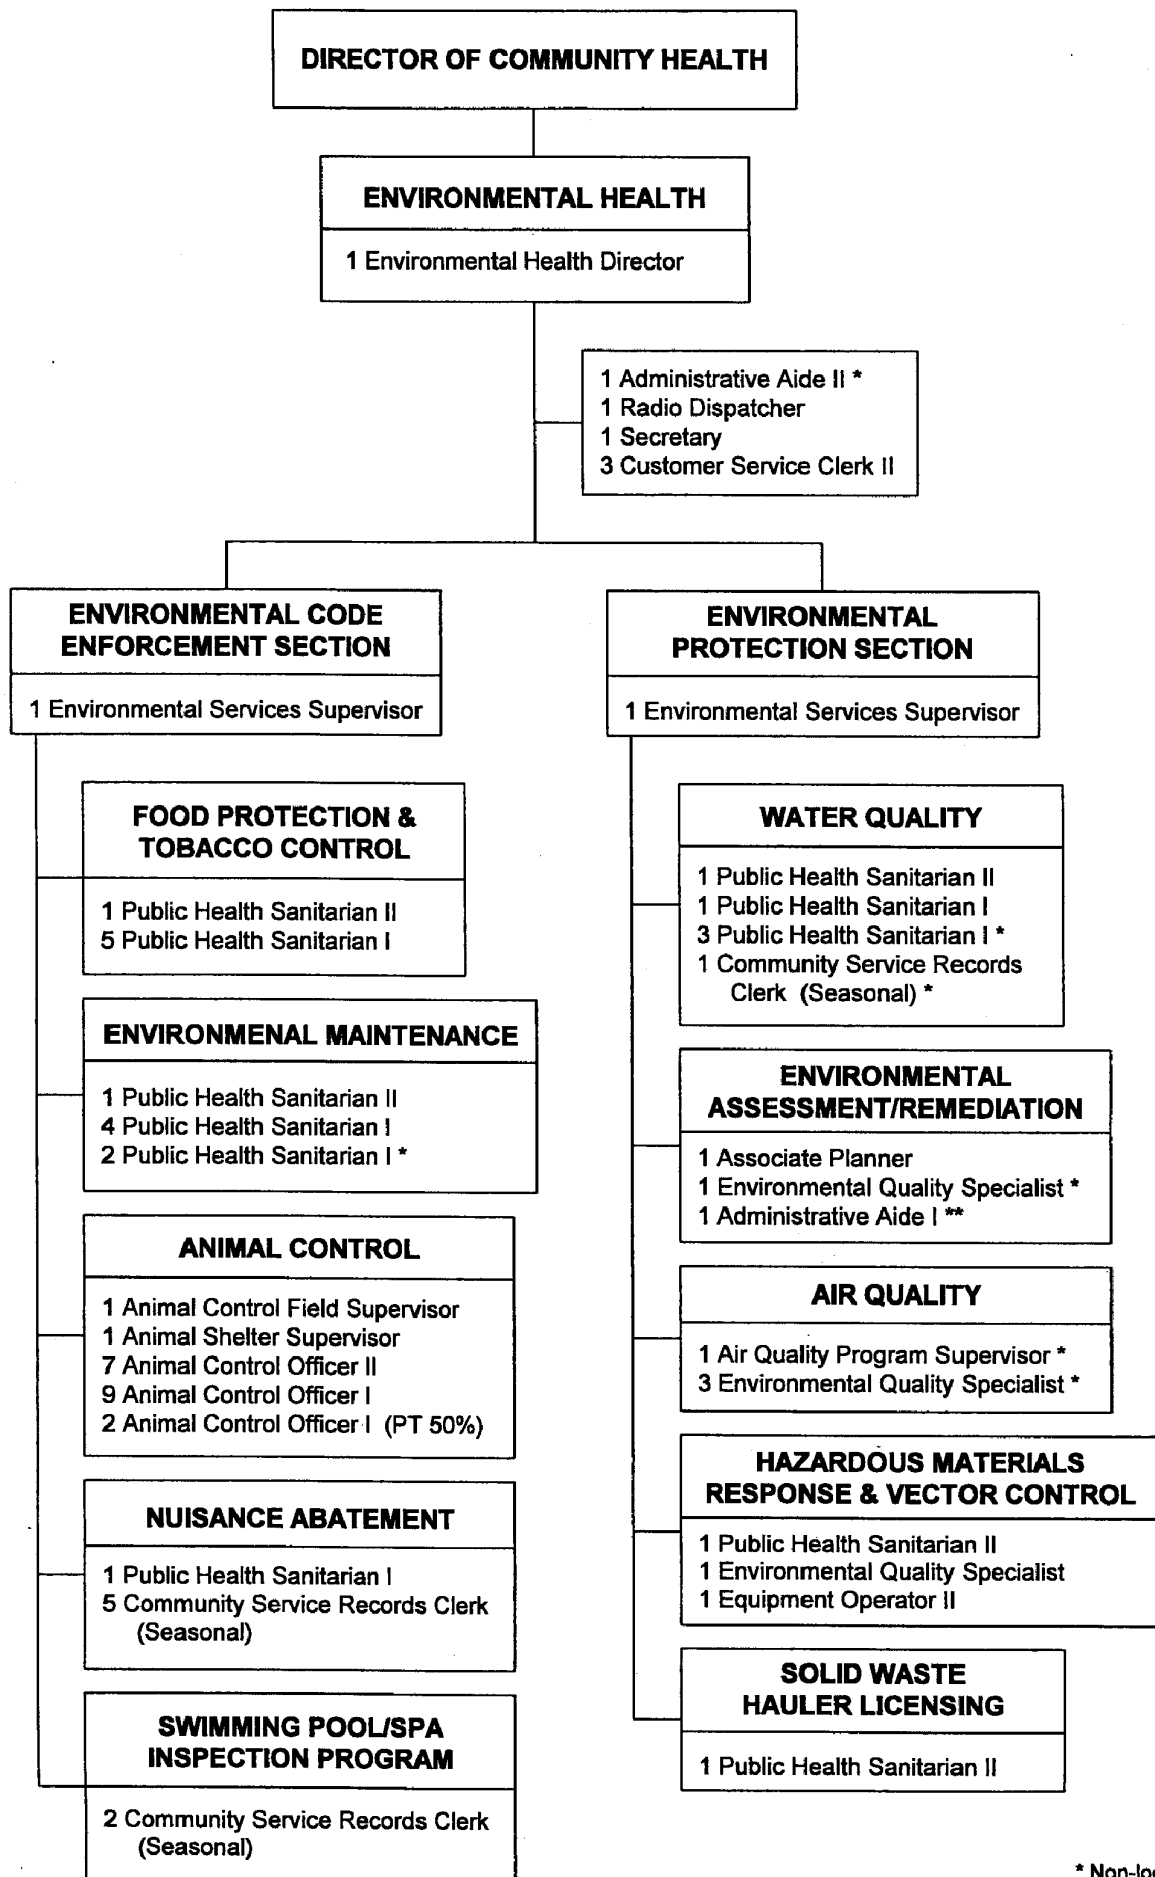 DIRECTOR OF COMMUNITY HEALTH
ENVIRONMENTAL HEALTH
1 Environmental Health Director
1 Administrative Aide II *
1 Radio Dispatcher
1 Secretary
3 Customer Service Clerk II
ENVIRONMENTAL CODE
ENFORCEMENT SECTION
1 Environmental Services Supervisor
FOOD PROTECTION &
TOBACCO CONTROL
1 Public Health Sanitarian II
5 Public Health Sanitarian I
ENVIRONMENAL MAINTENANCE
1 Public Health Sanitarian II
4 Public Health Sanitarian I
2 Public Health Sanitarian I *
ANIMAL CONTROL
1 Animal Control Field Supervisor
1 Animal Shelter Supervisor
7 Animal Control Officer II
9 Animal Control Officer I
2 Animal Control Officer I (PT 50%)
NUISANCE ABATEMENT
1 Public Health Sanitarian I
5 Community Service Records Clerk
(Seasonal)
SWIMMING POOL/SPA
INSPECTION PROGRAM
2 Community Service Records Clerk
(Seasonal)
ENVIRONMENTAL
PROTECTION SECTION
1 Environmental Services Supervisor
WATER QUALITY
1 Public Health Sanitarian II
1 Public Health Sanitarian I
3 Public Health Sanitarian I *
1 Community Service Records
Clerk (Seasonal) *
ENVIRONMENTAL
ASSESSMENT/REMEDIATION
1 Associate Planner
1 Environmental Quality Specialist *
1 Administrative Aide I **
AIR QUALITY
1 Air Quality Program Supervisor *
3 Environmental Quality Specialist *
HAZARDOUS MATERIALS
RESPONSE & VECTOR CONTROL
1 Public Health Sanitarian II
1 Environmental Quality Specialist
1 Equipment Operator II
SOLID WASTE
HAULER LICENSING
1 Public Health Sanitarian II
* Non-loc